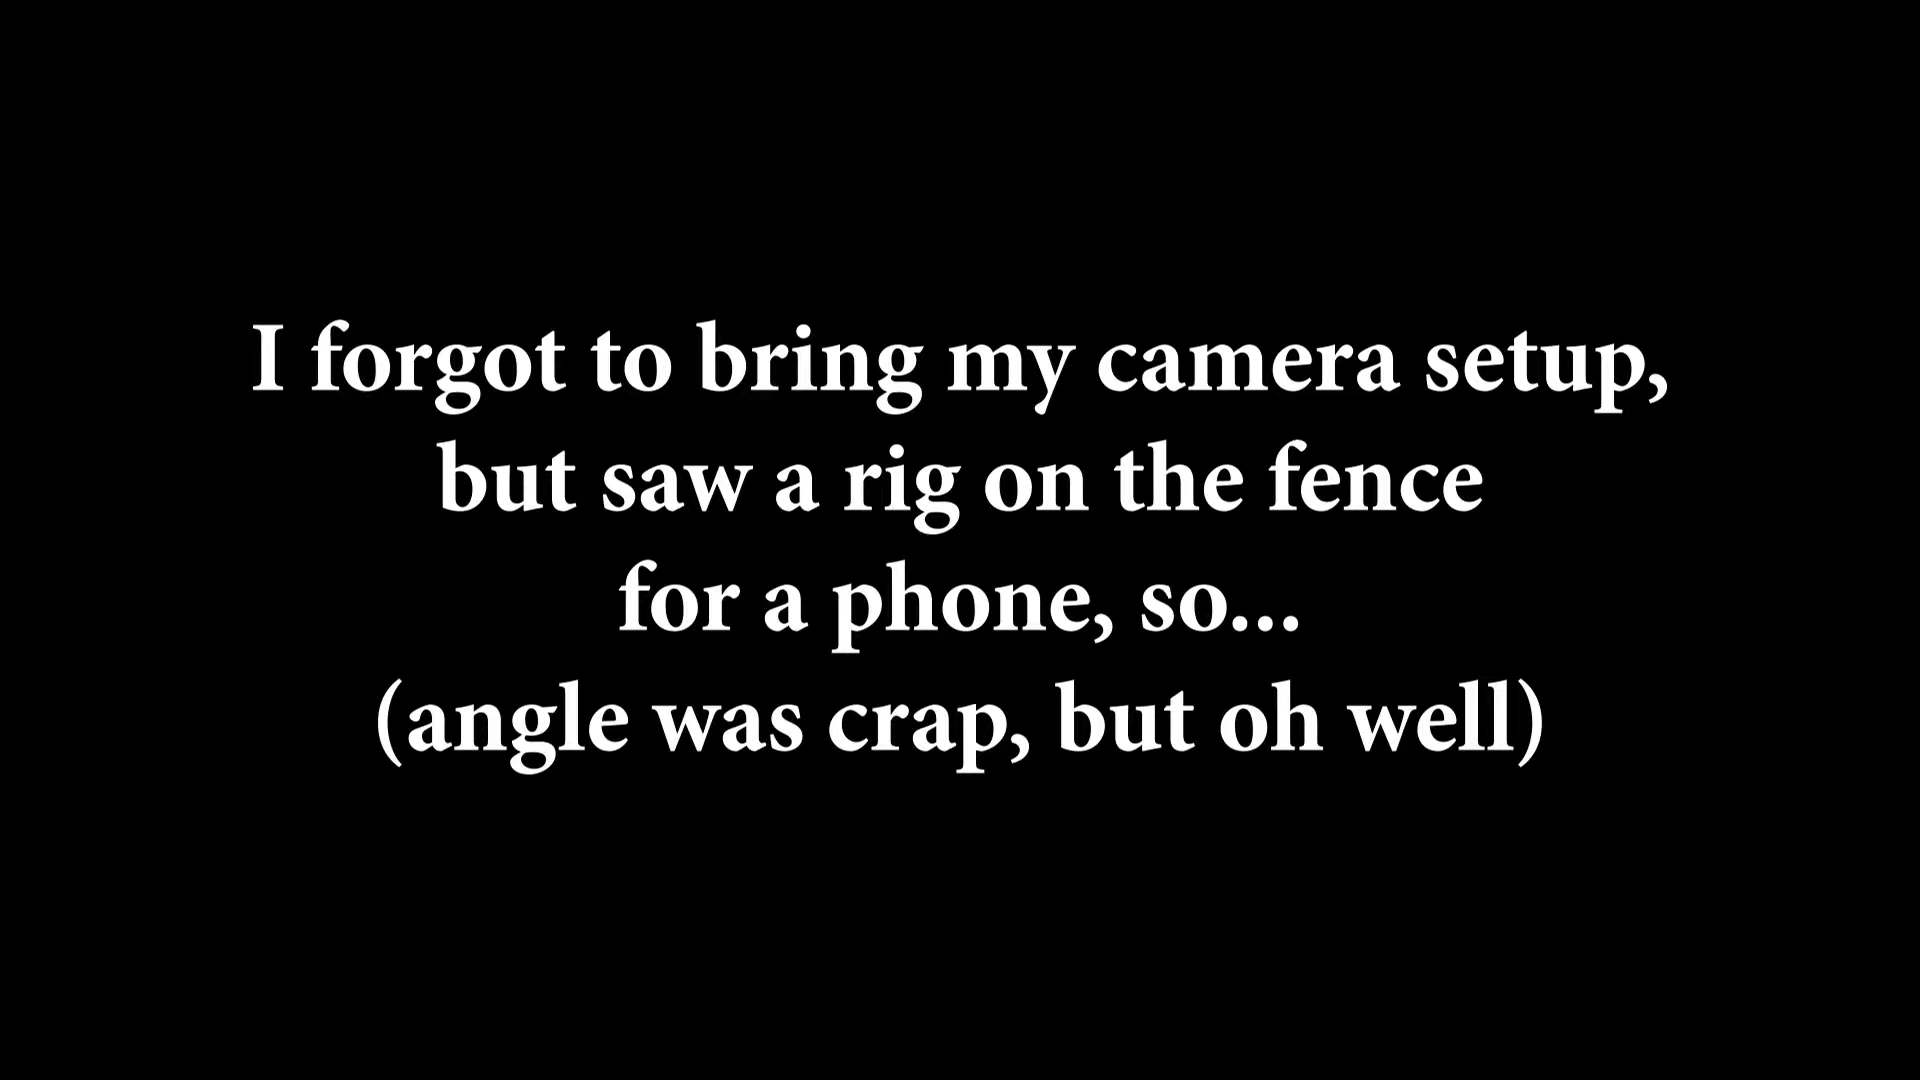 I forgot to bring my camera setup,
but saw a rig on the fence
for a phone, so...
(angle was crap, but oh well)